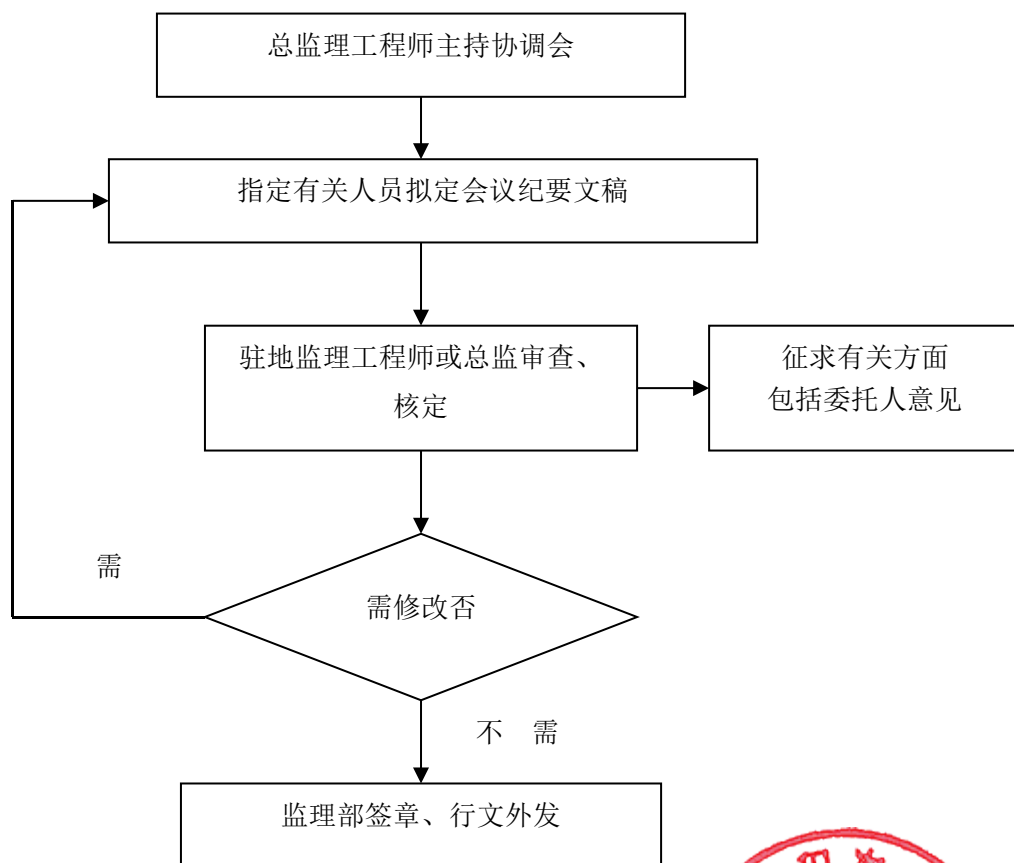 总监理工程师主持协调会
指定有关人员拟定会议纪要文稿
驻地监理工程师或总监审查、
核定
征求有关方面
包括委托人意见
需
需修改否
不 需
监理部签章、行文外发